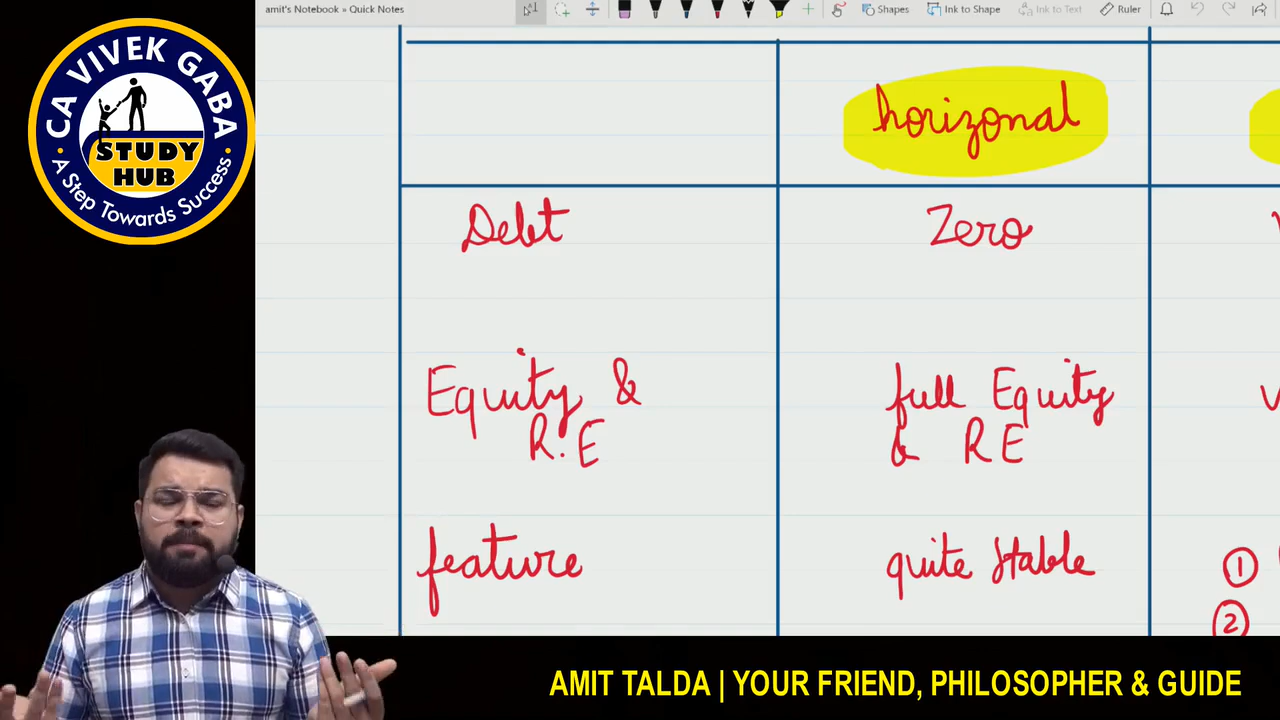 amit's Notebook » Quick Notes
Shapes
Ink to Shape
Ink to Text
Ruler
CA VIVEK GABA
STUDY
HUB
• A Step Towards Success •
horizonal
Debt
Zero
Equity &
R.E
full Equity
& RE
feature
quite stable
1
2
AMIT TALDA | YOUR FRIEND, PHILOSOPHER & GUIDE